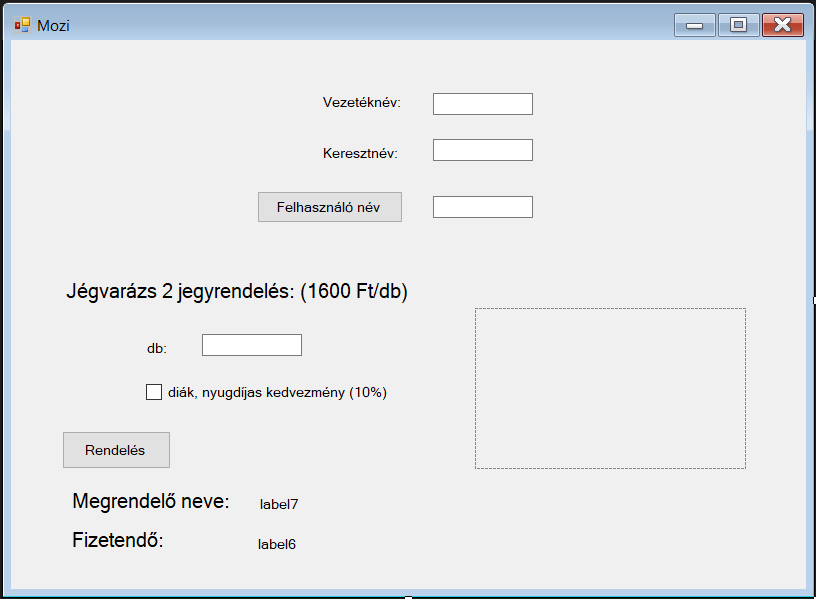 Mozi
Vezetéknév:
Keresztnév:
Felhasználó név
Jégvarázs 2 jegyrendelés: (1600 Ft/db)
db:
diák, nyugdíjas kedvezmény (10%)
Rendelés
Megrendelő neve: label7
Fizetendő: label6